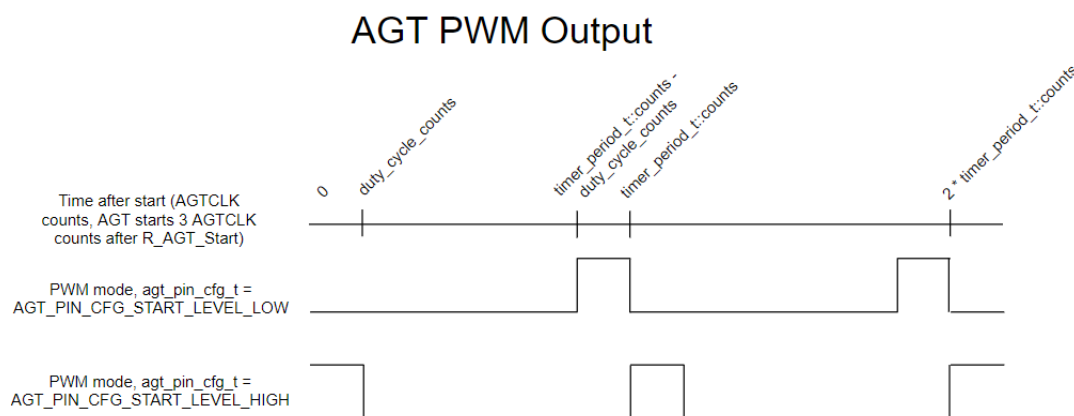 AGT PWM Output
0
duty_cycle_counts
timer_period_t::counts -
duty_cycle_counts
timer_period_t::counts
2 * timer_period_t::counts
Time after start (AGTCLK
counts, AGT starts 3 AGTCLK
counts after R_AGT_Start)
PWM mode, agt_pin_cfg_t =
AGT_PIN_CFG_START_LEVEL_LOW
PWM mode, agt_pin_cfg_t =
AGT_PIN_CFG_START_LEVEL_HIGH